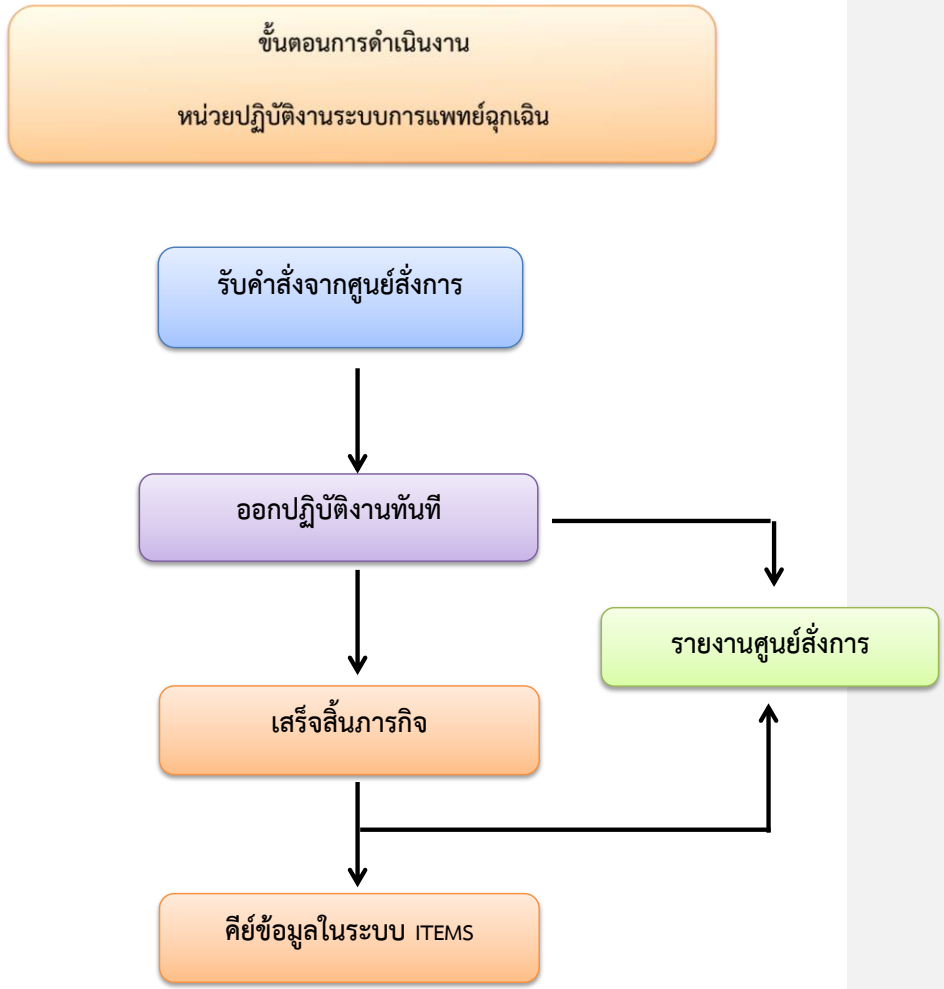 ขั้นตอนการดำเนินงาน
หน่วยปฏิบัติงานระบบการแพทย์ฉุกเฉิน
รับคำสั่งจากศูนย์สั่งการ
ออกปฏิบัติงานทันที
รายงานศูนย์สั่งการ
เสร็จสิ้นภารกิจ
คีย์ข้อมูลในระบบ ITEMS